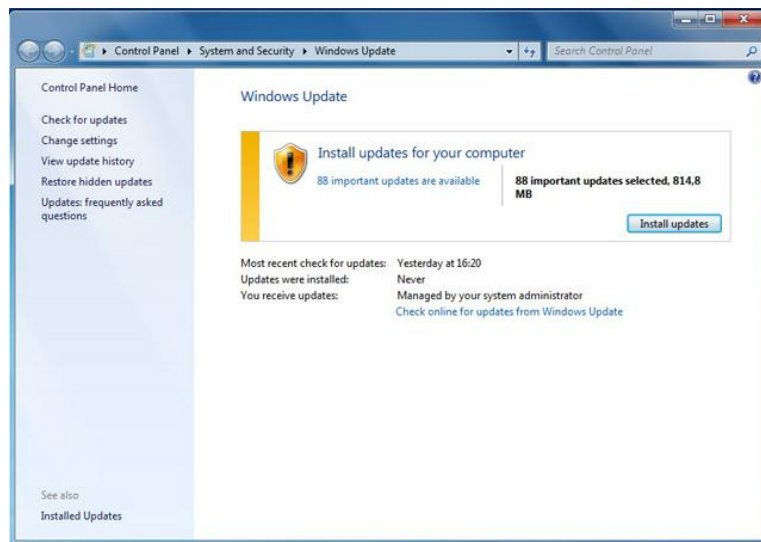 Control Panel ▸ System and Security ▸ Windows Update
Search Control Panel
Control Panel Home
Check for updates
Change settings
View update history
Restore hidden updates
Updates: frequently asked
questions
See also
Installed Updates
Windows Update
Install updates for your computer
88 important updates are available
88 important updates selected, 814,8
MB
Install updates
Most recent check for updates: Yesterday at 16:20
Updates were installed: Never
You receive updates: Managed by your system administrator
Check online for updates from Windows Update